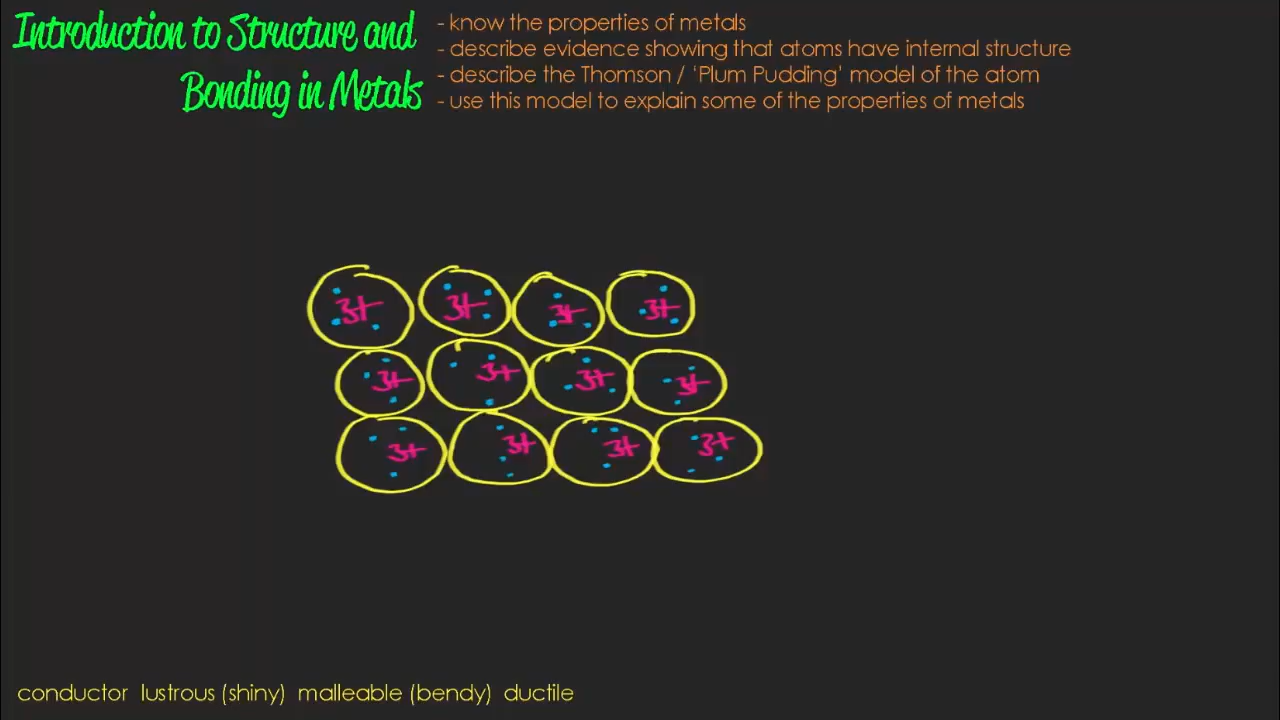 Introduction to Structure and
Bonding in Metals
- know the properties of metals
- describe evidence showing that atoms have internal structure
- describe the Thomson / ‘Plum Pudding’ model of the atom
- use this model to explain some of the properties of metals
3+ 3+ 3+ 3+
3+ 3+ 3+ 3+
3+ 3+ 3+ 3+
conductor lustrous (shiny) malleable (bendy) ductile